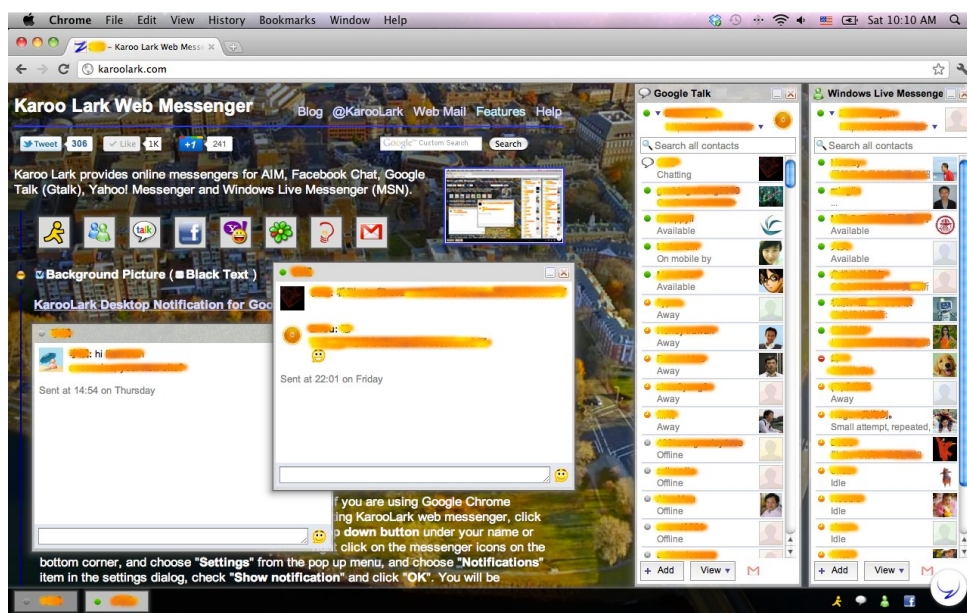 Chrome File Edit View History Bookmarks Window Help
Sat 10:10 AM
– Karoo Lark Web Mess
karoolark.com
Karoo Lark Web Messenger
Blog @KarooLark Web Mail Features Help
Tweet 306 Like 1K +1 241
Google™ Custom Search Search
Karoo Lark provides online messengers for AIM, Facebook Chat, Google
Talk (Gtalk), Yahoo! Messenger and Windows Live Messenger (MSN).
talk
Background Picture ( Black Text )
KarooLark Desktop Notification for Goo
: hi
Sent at 14:54 on Thursday
u:
Sent at 22:01 on Friday
f you are using Google Chrome
ing KarooLark web messenger, click
p down button under your name or
click on the messenger icons on the
bottom corner, and choose "Settings" from the pop up menu, and choose "Notifications"
item in the settings dialog, check "Show notification" and click "OK". You will be
Google Talk
Search all contacts
Chatting
Available
On mobile by
Available
Away
Away
Away
Away
Away
Offline
Offline
Offline
Offline
+ Add View
Windows Live Messenge
Search all contacts
...
Available
Available
Away
Small attempt, repeated,
Idle
Idle
+ Add View